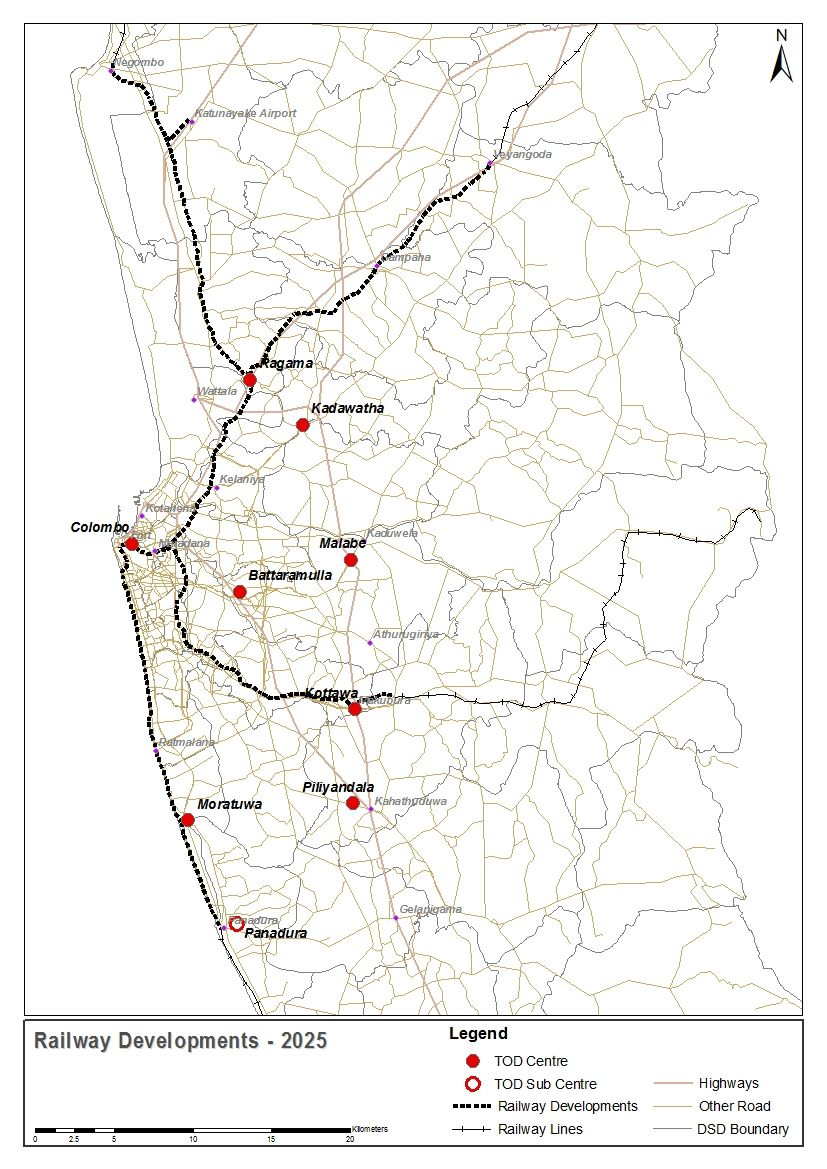 N
Negombo
Katunayake Airport
Veyangoda
Gampaha
Ragama
Wattala
Kadawatha
Kelaniya
Kotahena
Colombo
Fort
Maradana
Malabe
Kaduwela
Battaramulla
Athurugiriya
Kottawa
Makubura
Ratmalana
Piliyandala
Kahathuduwa
Moratuwa
Gelanigama
Panadura
Panadura
Railway Developments - 2025
Legend
TOD Centre
TOD Sub Centre
Highways
Railway Developments
Other Road
Railway Lines
DSD Boundary
Kilometers
0 2.5 5 10 15 20